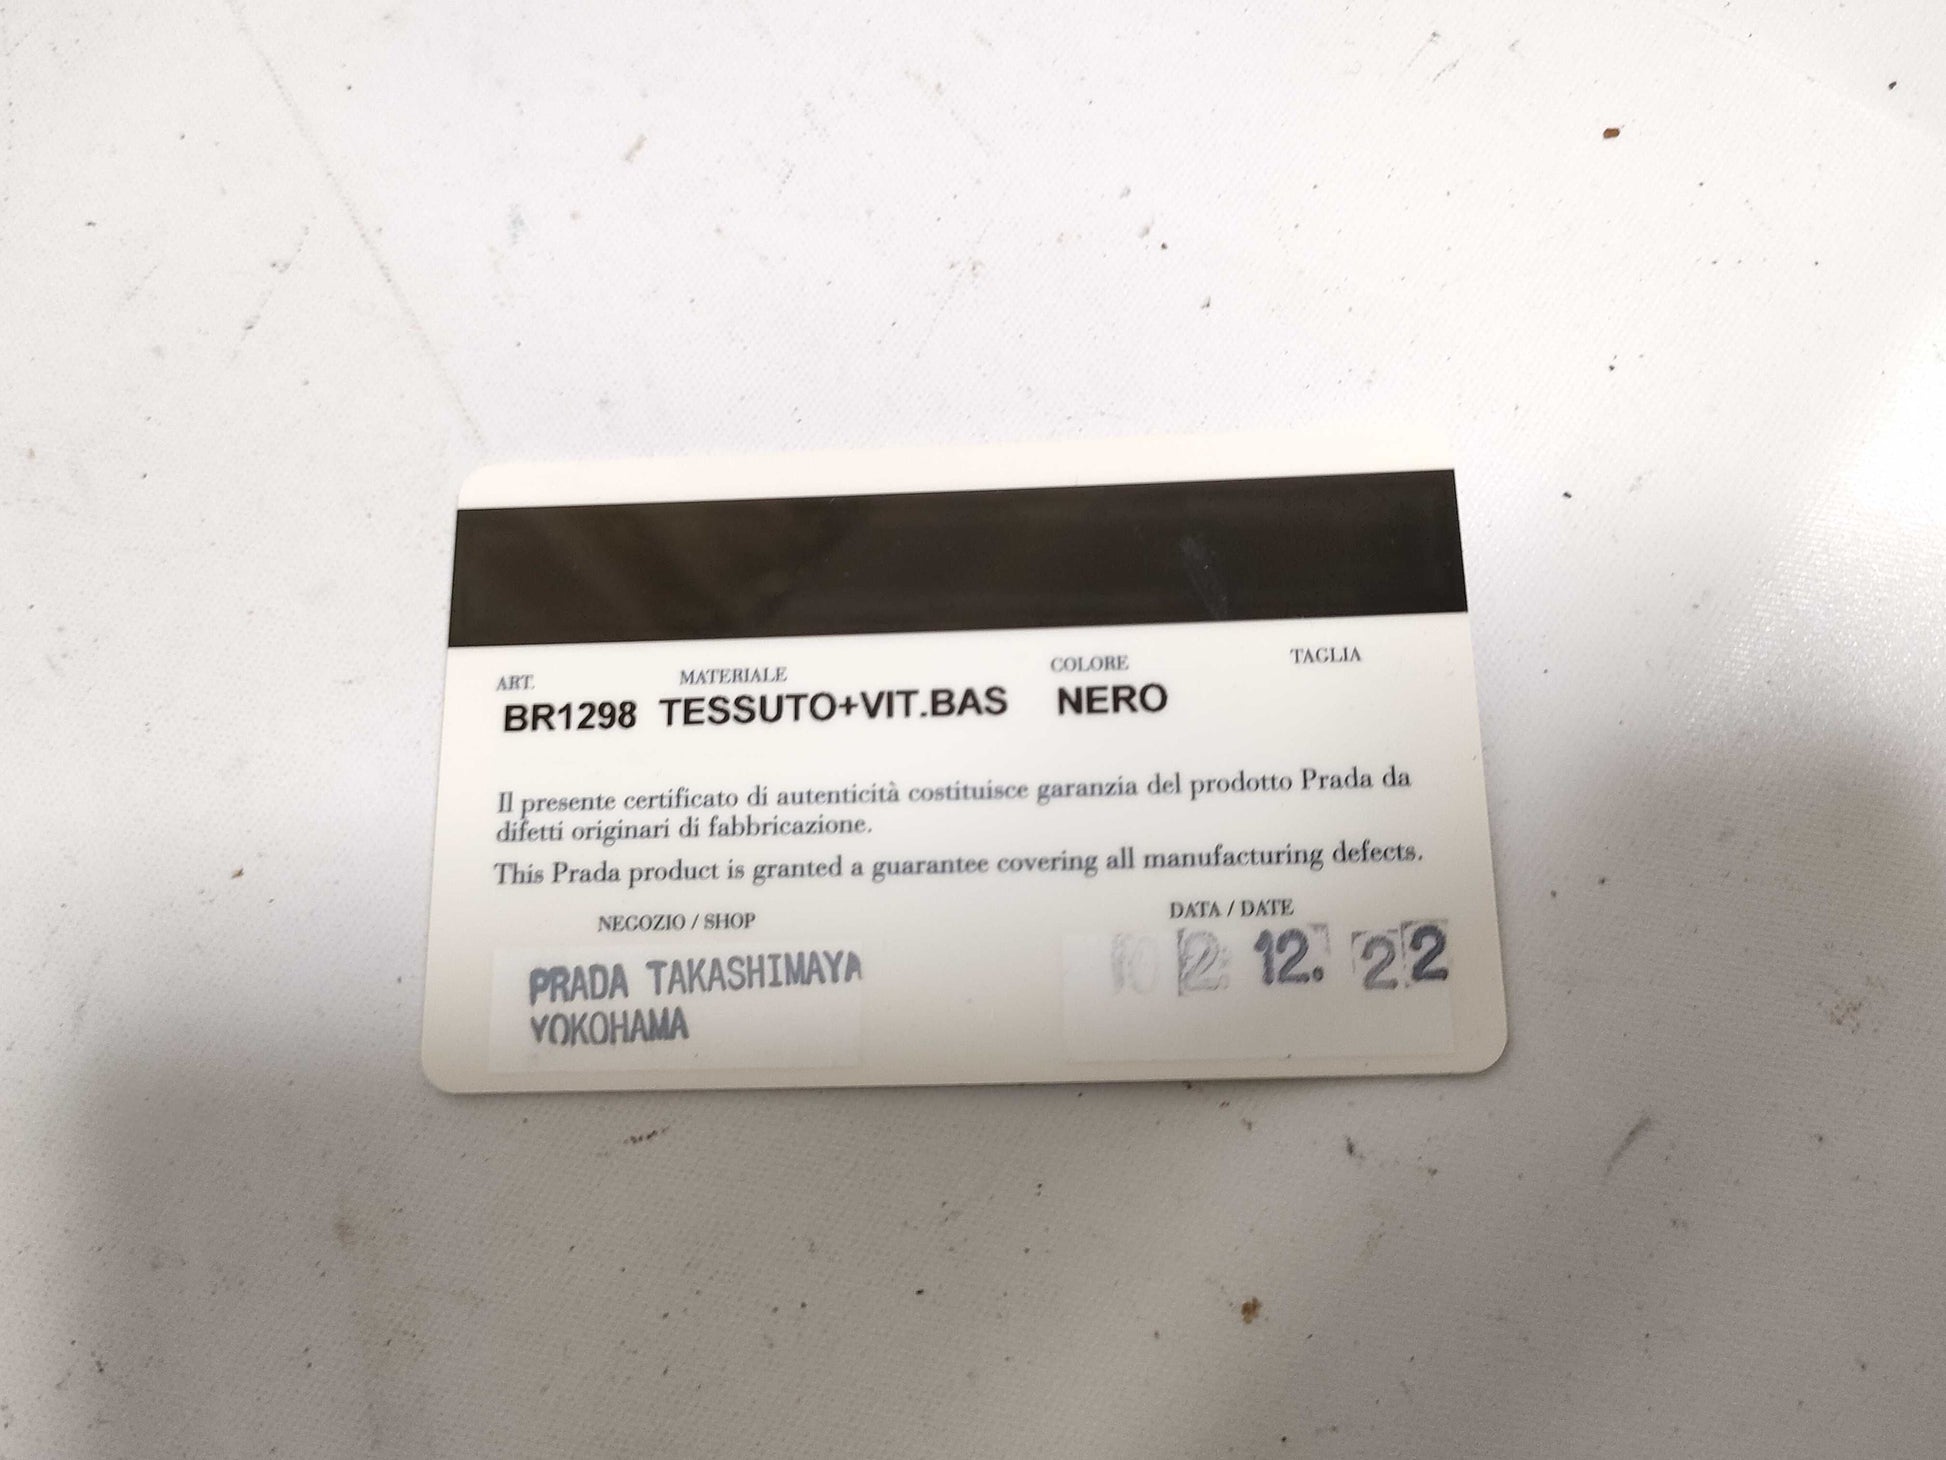 ART. MATERIALE COLORE TAGLIA
BR1298 TESSUTO+VIT.BAS NERO
Il presente certificato di autenticità costituisce garanzia del prodotto Prada da
difetti originari di fabbricazione.
This Prada product is granted a guarantee covering all manufacturing defects.
NEGOZIO / SHOP DATA / DATE
PRADA TAKASHIMAYA 2. 12. 22
YOKOHAMA